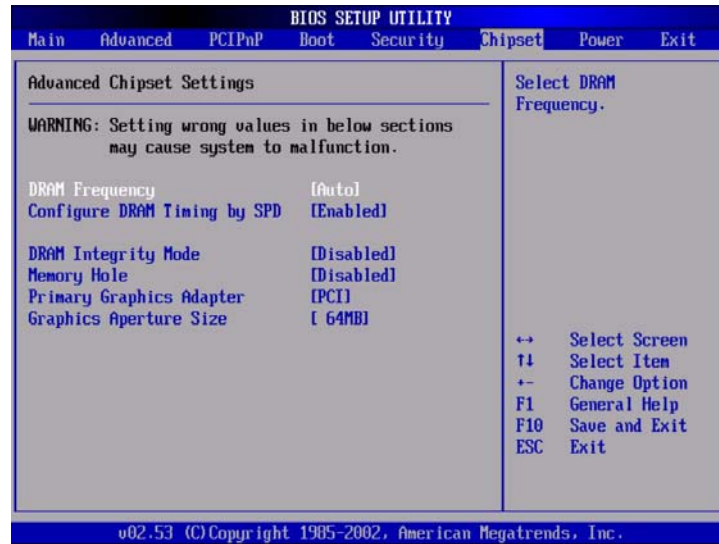 BIOS SETUP UTILITY
Main Advanced PCIPnP Boot Security Chipset Power Exit
Advanced Chipset Settings
WARNING: Setting wrong values in below sections
may cause system to malfunction.
DRAM Frequency [Auto]
Configure DRAM Timing by SPD [Enabled]
DRAM Integrity Mode [Disabled]
Memory Hole [Disabled]
Primary Graphics Adapter [PCI]
Graphics Aperture Size [ 64MB]
Select DRAM
Frequency.
↔ Select Screen
↑↓ Select Item
+- Change Option
F1 General Help
F10 Save and Exit
ESC Exit
v02.53 (C)Copyright 1985-2002, American Megatrends, Inc.